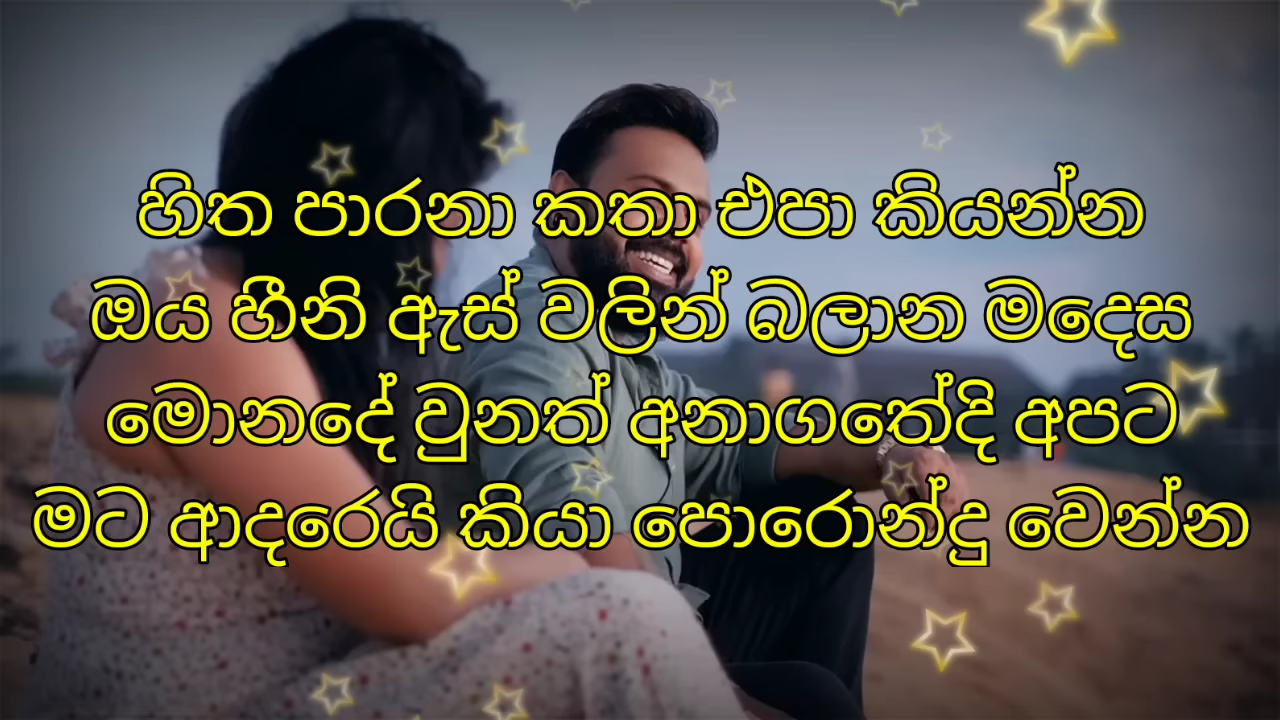 හිත පාරනා කතා එපා කියන්න
ඔය හීනි ඇස් වලින් බලාන මදෙස
මොනදේ වුනත් අනාගතේදි අපට
මට ආදරෙයි කියා පොරොන්දු වෙන්න